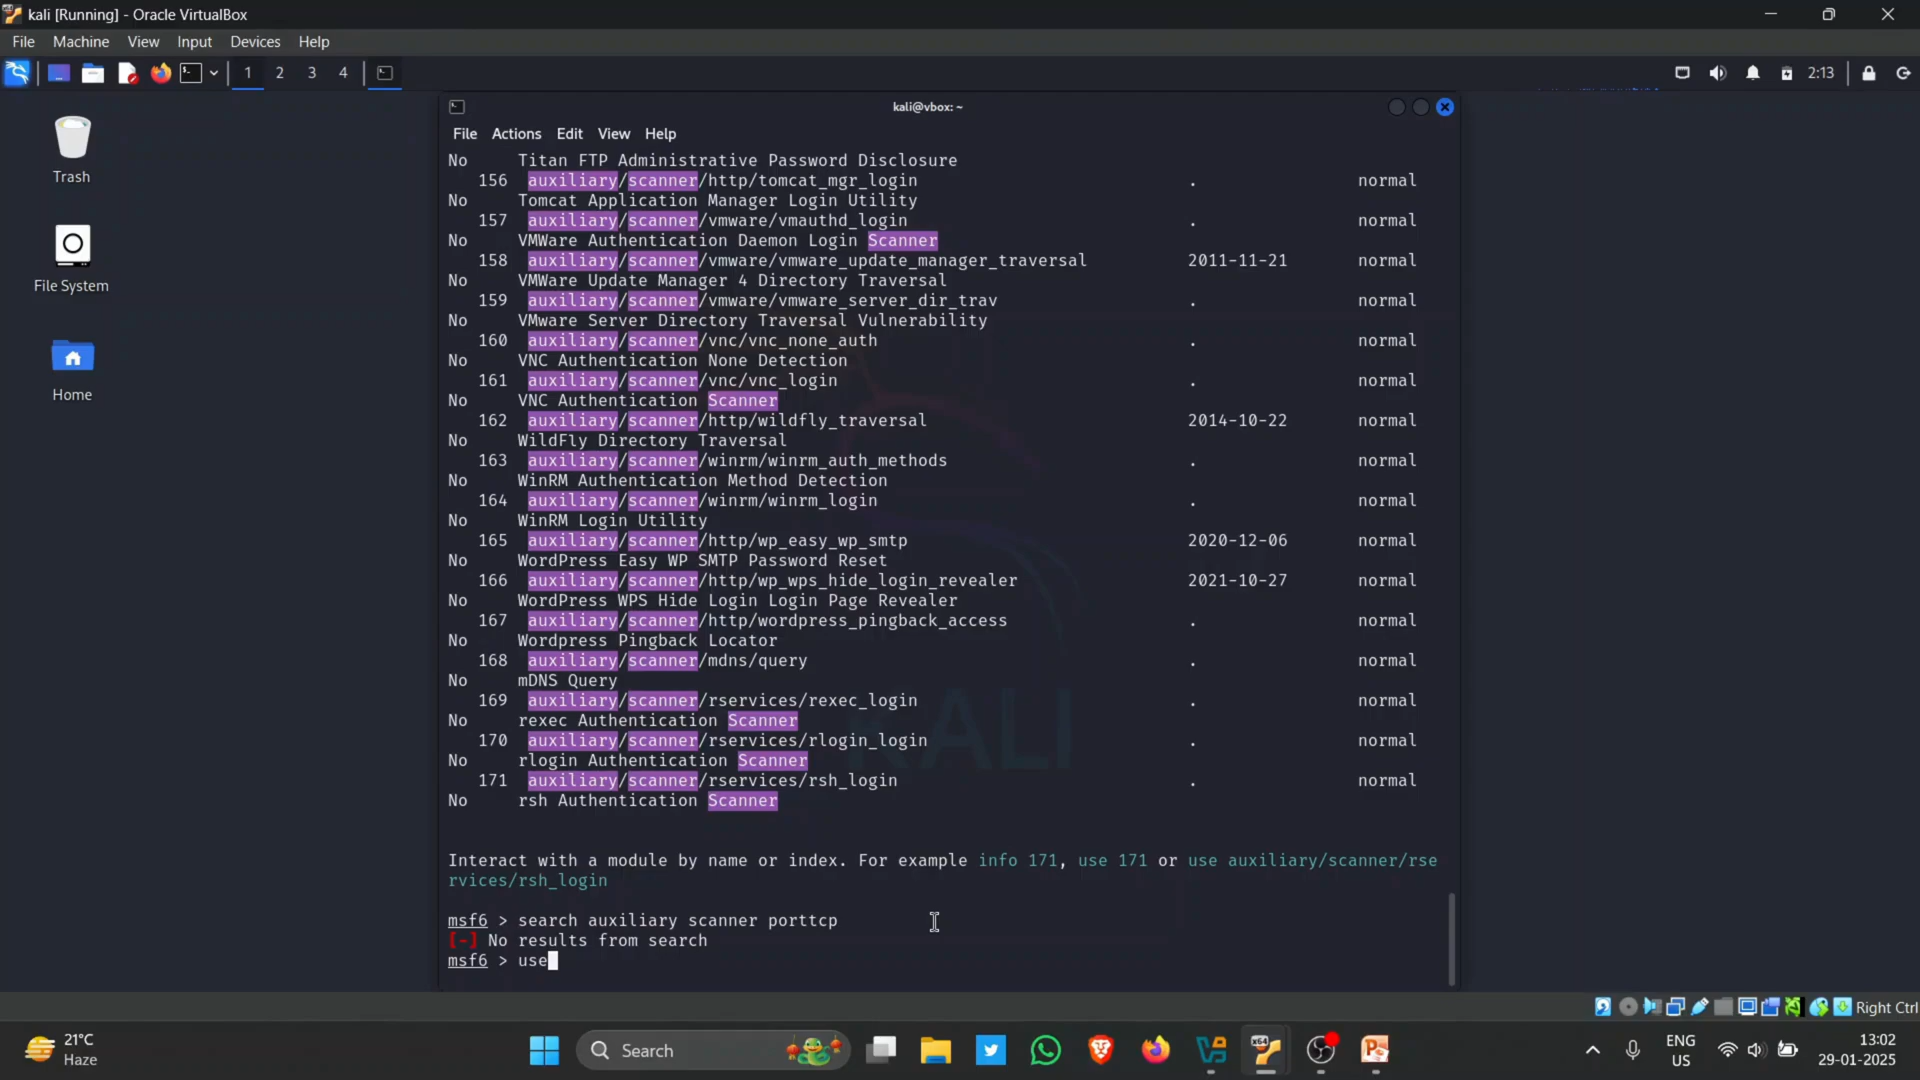 kali [Running] - Oracle VirtualBox
File Machine View Input Devices Help
1 2 3 4
2:13
Trash
File System
Home
kali@vbox: ~
File Actions Edit View Help
No Titan FTP Administrative Password Disclosure
156 auxiliary/scanner/http/tomcat_mgr_login . normal
No Tomcat Application Manager Login Utility
157 auxiliary/scanner/vmware/vmauthd_login . normal
No VMWare Authentication Daemon Login Scanner
158 auxiliary/scanner/vmware/vmware_update_manager_traversal 2011-11-21 normal
No VMWare Update Manager 4 Directory Traversal
159 auxiliary/scanner/vmware/vmware_server_dir_trav . normal
No VMware Server Directory Traversal Vulnerability
160 auxiliary/scanner/vnc/vnc_none_auth . normal
No VNC Authentication None Detection
161 auxiliary/scanner/vnc/vnc_login . normal
No VNC Authentication Scanner
162 auxiliary/scanner/http/wildfly_traversal 2014-10-22 normal
No WildFly Directory Traversal
163 auxiliary/scanner/winrm/winrm_auth_methods . normal
No WinRM Authentication Method Detection
164 auxiliary/scanner/winrm/winrm_login . normal
No WinRM Login Utility
165 auxiliary/scanner/http/wp_easy_wp_smtp 2020-12-06 normal
No WordPress Easy WP SMTP Password Reset
166 auxiliary/scanner/http/wp_wps_hide_login_revealer 2021-10-27 normal
No WordPress WPS Hide Login Login Page Revealer
167 auxiliary/scanner/http/wordpress_pingback_access . normal
No Wordpress Pingback Locator
168 auxiliary/scanner/mdns/query . normal
No mDNS Query
169 auxiliary/scanner/rservices/rexec_login . normal
No rexec Authentication Scanner
170 auxiliary/scanner/rservices/rlogin_login . normal
No rlogin Authentication Scanner
171 auxiliary/scanner/rservices/rsh_login . normal
No rsh Authentication Scanner
KALI
Interact with a module by name or index. For example info 171, use 171 or use auxiliary/scanner/rse
rvices/rsh_login
msf6 > search auxiliary scanner porttcp
[-] No results from search
msf6 > use
Right Ctrl
21°C
Haze
Search
ENG
US
13:02
29-01-2025